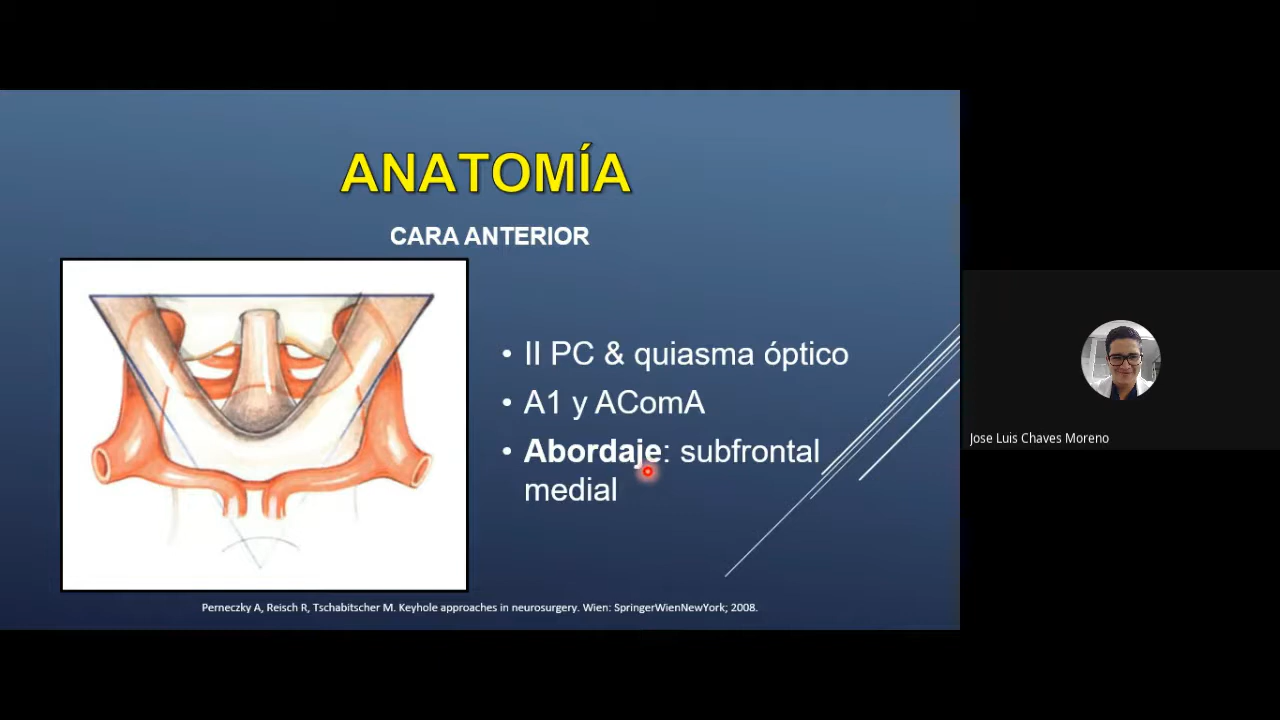 ANATOMÍA
CARA ANTERIOR
• II PC & quiasma óptico
• A1 y AComA
• Abordaje: subfrontal
medial
Perneczky A, Reisch R, Tschabitscher M. Keyhole approaches in neurosurgery. Wien: SpringerWienNewYork; 2008.
Jose Luis Chaves Moreno